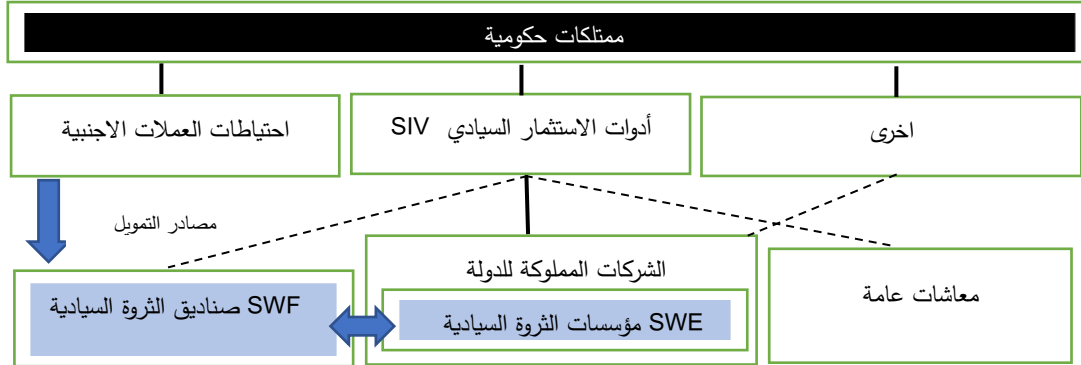 ممتلكات حكومية
احتياطات العملات الاجنبية
أدوات الاستثمار السيادي SIV
اخرى
مصادر التمويل
الشركات المملوكة للدولة
معاشات عامة
SWF صناديق الثروة السيادية
SWE مؤسسات الثروة السيادية